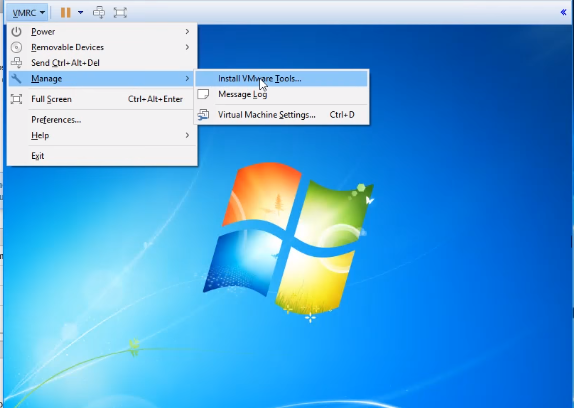 VMRC
Power
Removable Devices
Send Ctrl+Alt+Del
Manage
Install VMware Tools...
Message Log
Virtual Machine Settings... Ctrl+D
Full Screen Ctrl+Alt+Enter
Preferences...
Help
Exit